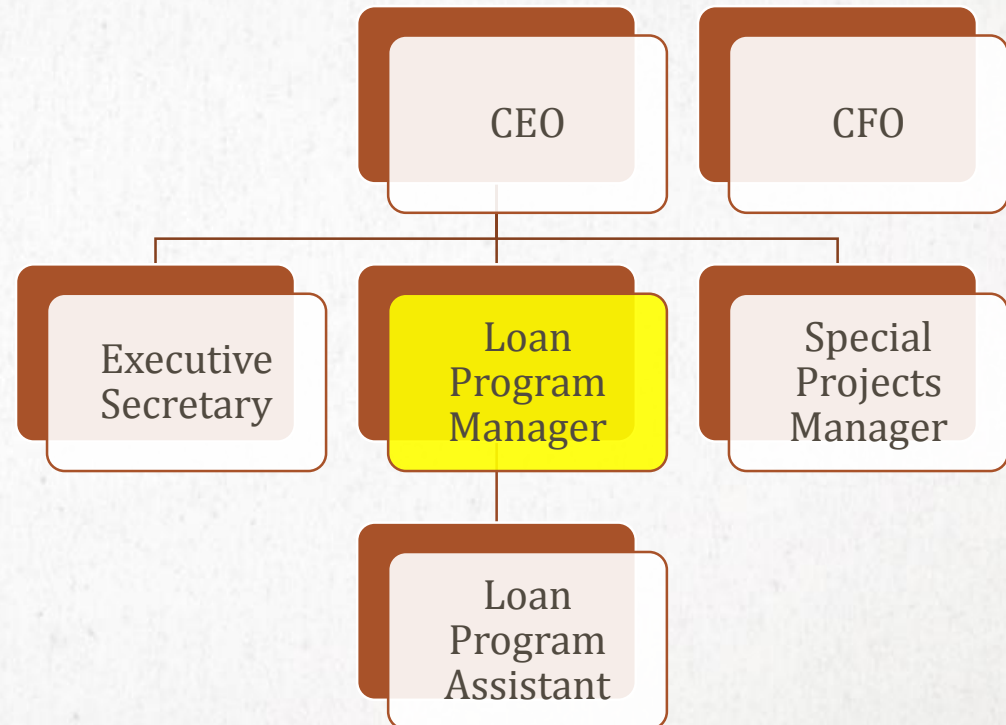 CEO
CFO
Executive
Secretary
Loan
Program
Manager
Special
Projects
Manager
Loan
Program
Assistant